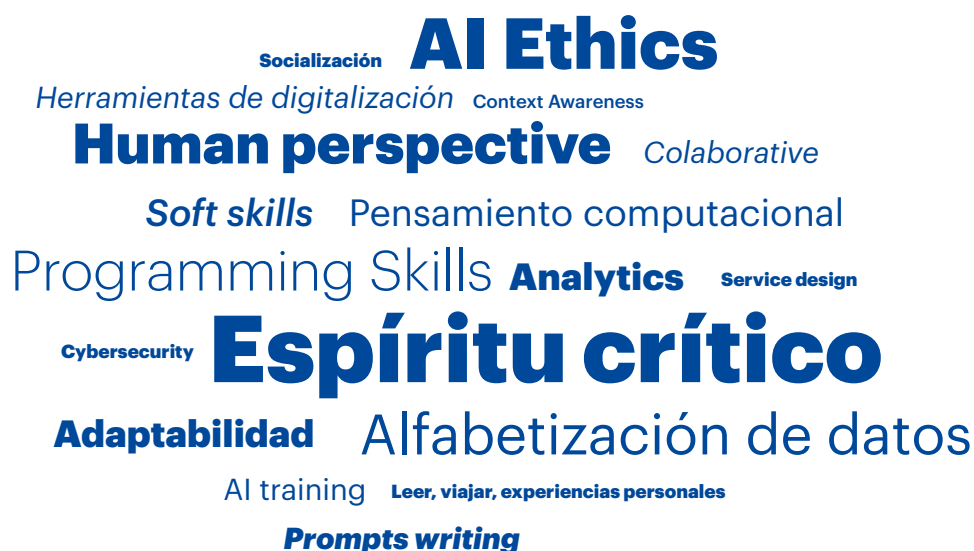 Socialización AI Ethics
Herramientas de digitalización Context Awareness
Human perspective Colaborative
Soft skills Pensamiento computacional
Programming Skills Analytics Service design
Cybersecurity Espíritu crítico
Adaptabilidad Alfabetización de datos
AI training Leer, viajar, experiencias personales
Prompts writing